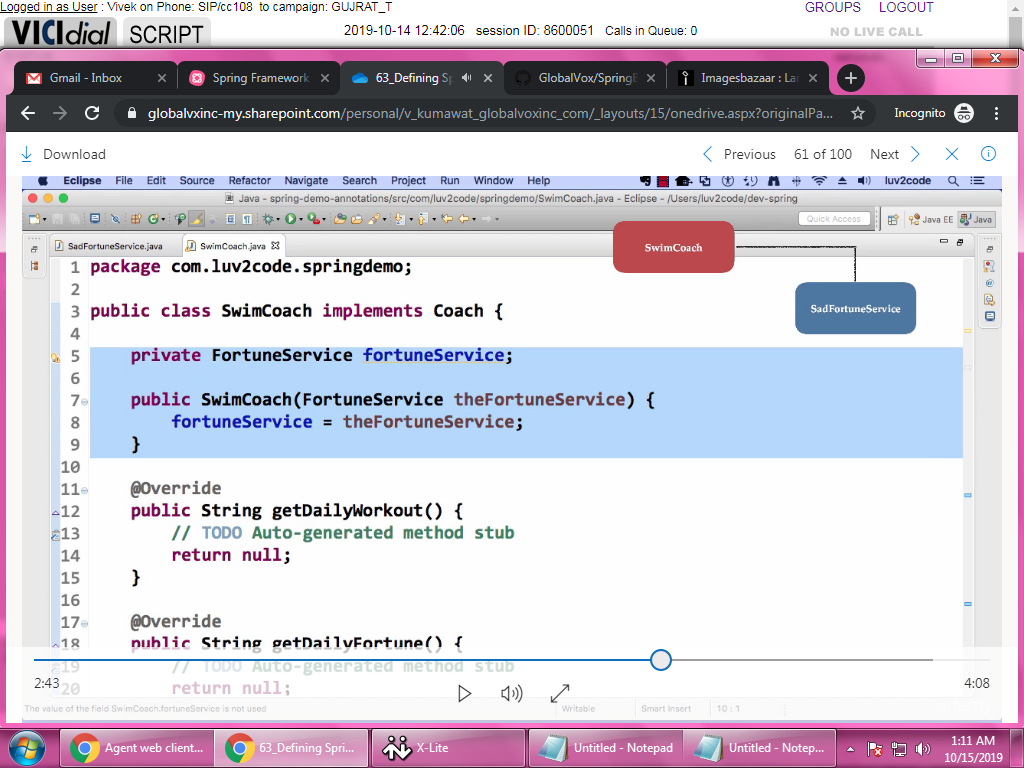 Logged in as User : Vivek on Phone: SIP/cc108 to campaign: GUJRAT_T GROUPS LOGOUT
VICIdial SCRIPT 2019-10-14 12:42:06 session ID: 8600051 Calls in Queue: 0 NO LIVE CALL
Gmail - Inbox Spring Framework 63_Defining Sp GlobalVox/SpringB Imagesbazaar : Lar
globalvxinc-my.sharepoint.com/personal/v_kumawat_globalvoxinc_com/_layouts/15/onedrive.aspx?originalPa... Incognito
Download Previous 61 of 100 Next
Eclipse File Edit Source Refactor Navigate Search Project Run Window Help luv2code
Java - spring-demo-annotations/src/com/luv2code/springdemo/SwimCoach.java - Eclipse - /Users/luv2code/dev-spring
Quick Access Java EE Java
SadFortuneService.java SwimCoach.java
SwimCoach
SadFortuneService
1 package com.luv2code.springdemo;
2
3 public class SwimCoach implements Coach {
4
5 private FortuneService fortuneService;
6
7 public SwimCoach(FortuneService theFortuneService) {
8 fortuneService = theFortuneService;
9 }
10
11 @Override
12 public String getDailyWorkout() {
13 // TODO Auto-generated method stub
14 return null;
15 }
16
17 @Override
18 public String getDailyFortune() {
19 // TODO Auto-generated method stub
20 return null;
2:43 4:08
The value of the field SwimCoach.fortuneService is not used Writable Smart Insert 10 : 1
Agent web client... 63_Defining Spri... X-Lite Untitled - Notepad Untitled - Notep... 1:11 AM
10/15/2019